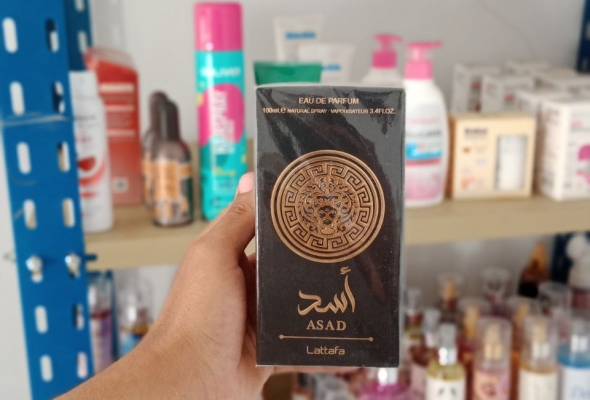 EAU DE PARFUM
100ml.℮ NATURAL SPRAY · VAPORISATEUR 3.4FL.OZ.
أسد
ASAD
Lattafa